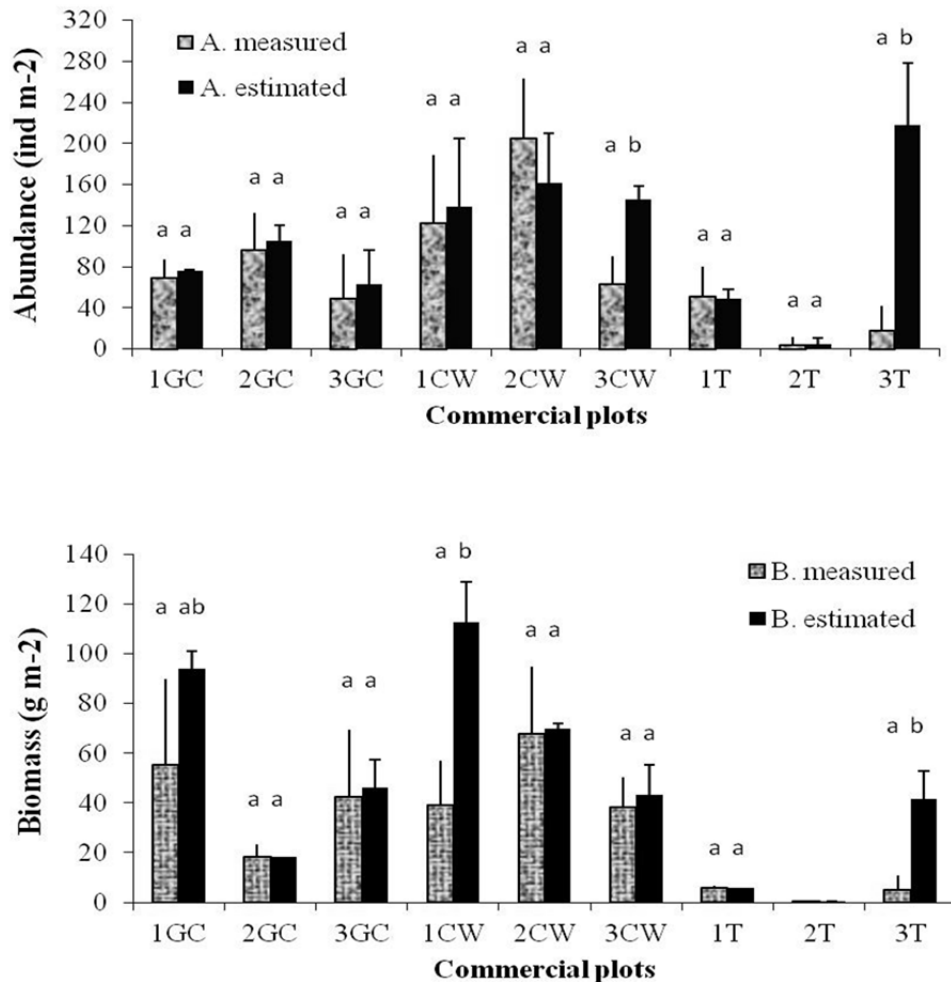 A. measured
A. estimated
Abundance (ind m-2)
320
280
240
200
160
120
80
40
0
a a
a a
a a
a a
a a
a b
a a
a a
a b
1GC 2GC 3GC 1CW 2CW 3CW 1T 2T 3T
Commercial plots
B. measured
B. estimated
Biomass (g m-2)
140
120
100
80
60
40
20
0
a ab
a a
a a
a b
a a
a a
a a
a b
1GC 2GC 3GC 1CW 2CW 3CW 1T 2T 3T
Commercial plots